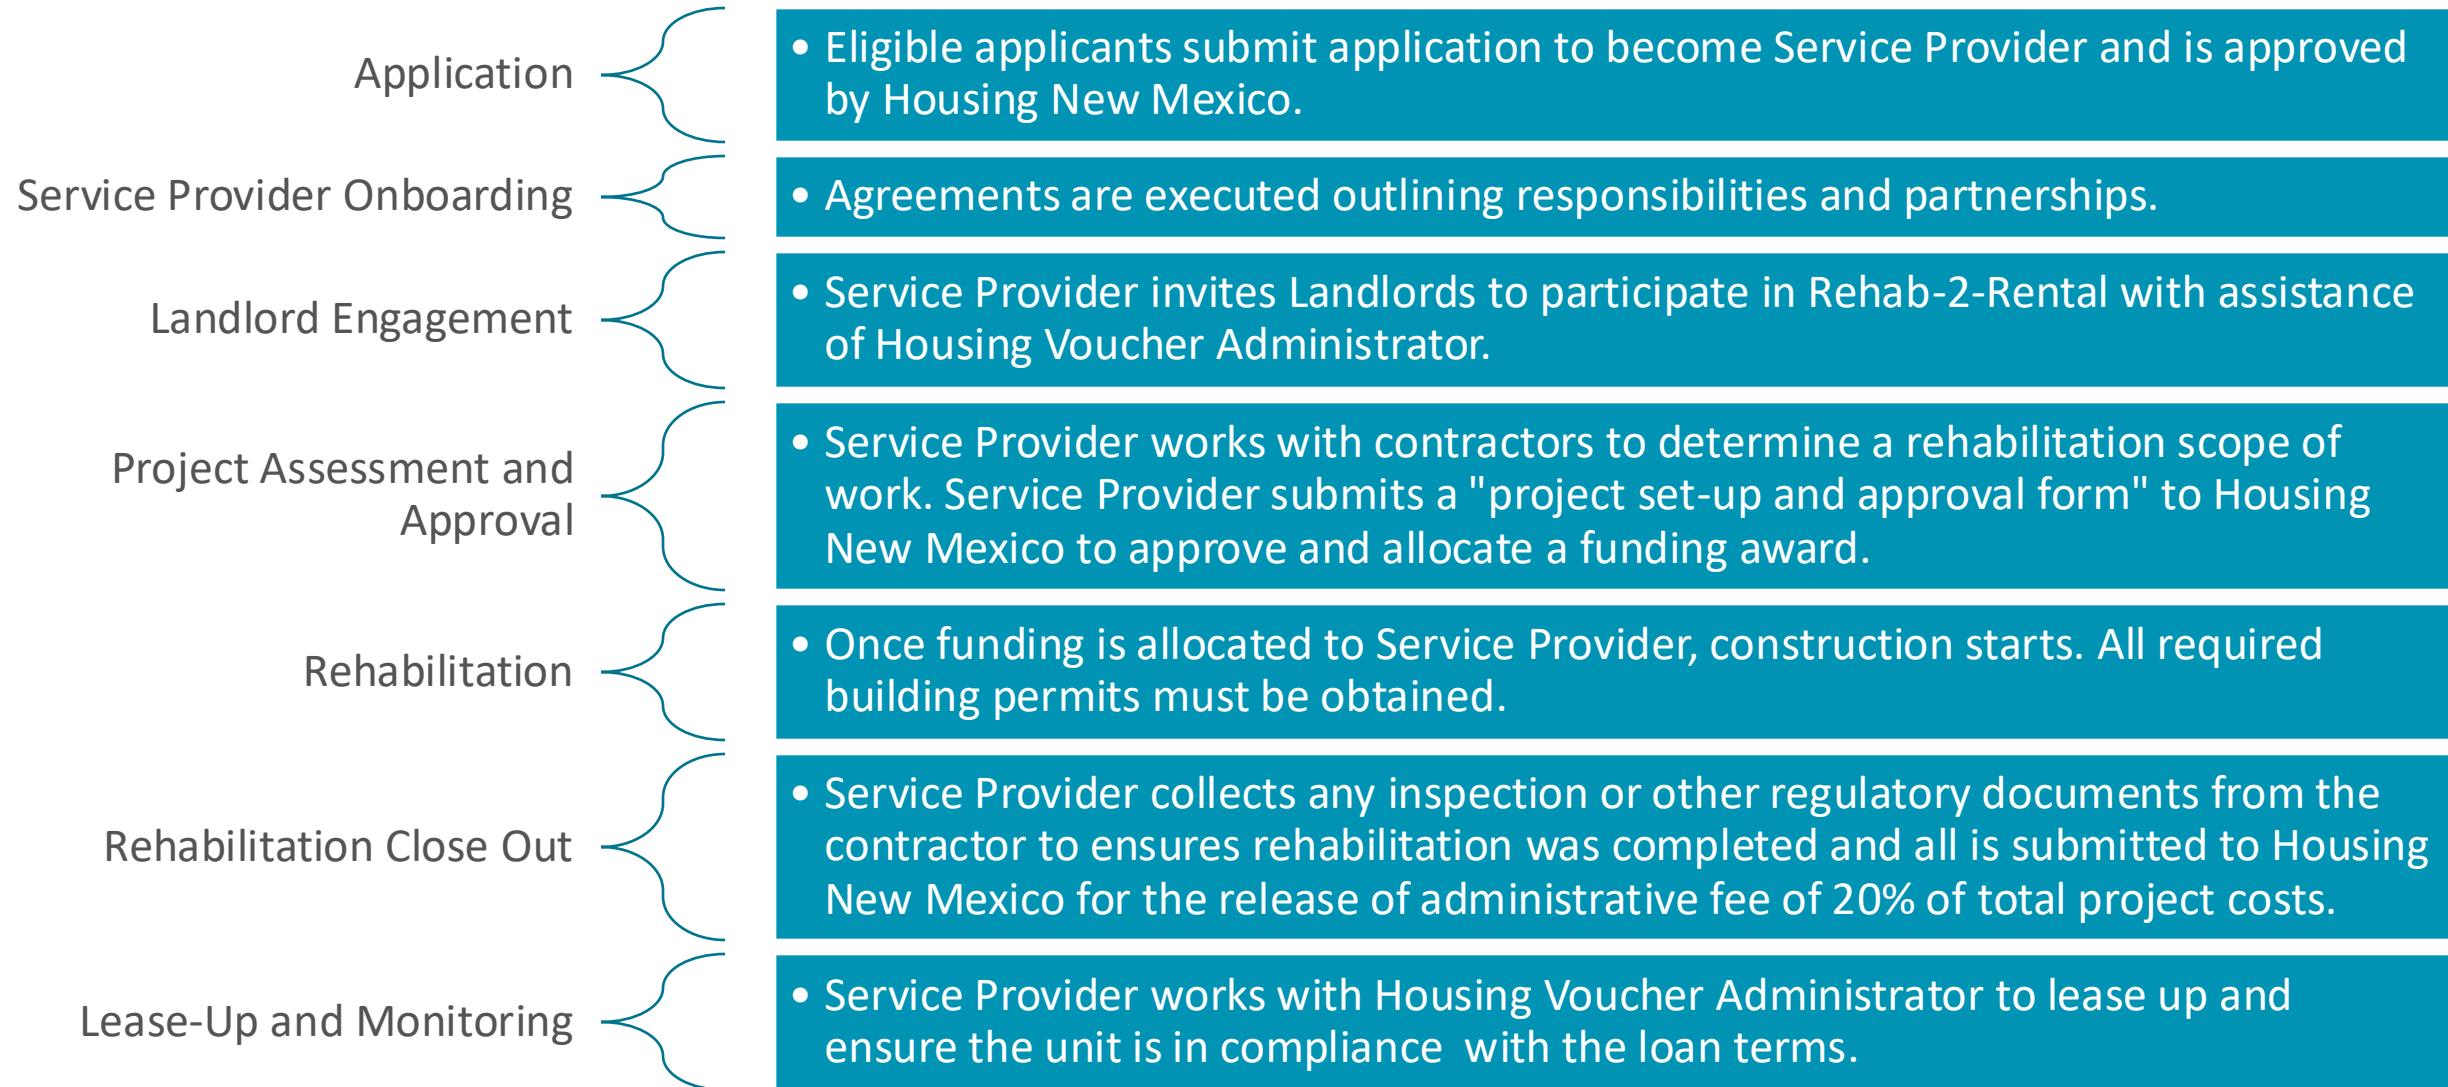 Application
• Eligible applicants submit application to become Service Provider and is approved
by Housing New Mexico.
Service Provider Onboarding
• Agreements are executed outlining responsibilities and partnerships.
Landlord Engagement
• Service Provider invites Landlords to participate in Rehab-2-Rental with assistance
of Housing Voucher Administrator.
Project Assessment and
Approval
• Service Provider works with contractors to determine a rehabilitation scope of
work. Service Provider submits a "project set-up and approval form" to Housing
New Mexico to approve and allocate a funding award.
Rehabilitation
• Once funding is allocated to Service Provider, construction starts. All required
building permits must be obtained.
Rehabilitation Close Out
• Service Provider collects any inspection or other regulatory documents from the
contractor to ensures rehabilitation was completed and all is submitted to Housing
New Mexico for the release of administrative fee of 20% of total project costs.
Lease-Up and Monitoring
• Service Provider works with Housing Voucher Administrator to lease up and
ensure the unit is in compliance  with the loan terms.